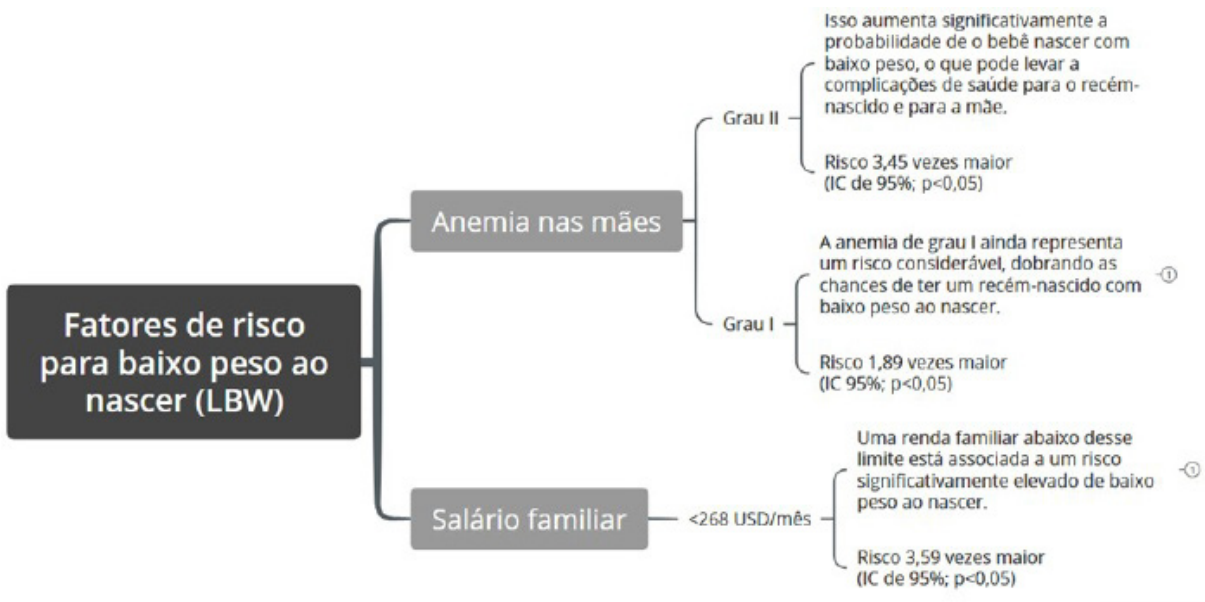 Fatores de risco
para baixo peso ao
nascer (LBW)
Anemia nas mães
Grau II
Isso aumenta significativamente a
probabilidade de o bebê nascer com
baixo peso, o que pode levar a
complicações de saúde para o recém-
nascido e para a mãe.
Risco 3,45 vezes maior
(IC de 95%; p<0,05)
Grau I
A anemia de grau I ainda representa
um risco considerável, dobrando as
chances de ter um recém-nascido com
baixo peso ao nascer.
1
Risco 1,89 vezes maior
(IC 95%; p<0,05)
Salário familiar
<268 USD/mês
Uma renda familiar abaixo desse
limite está associada a um risco
significativamente elevado de baixo
peso ao nascer.
1
Risco 3,59 vezes maior
(IC de 95%; p<0,05)